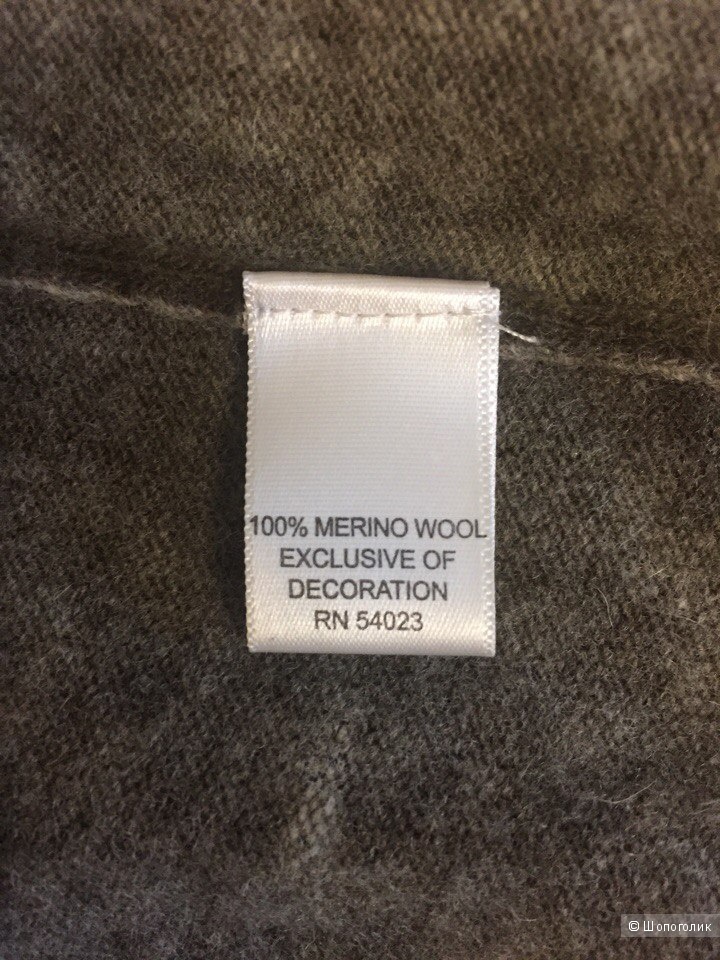 100% MERINO WOOL
EXCLUSIVE OF
DECORATION
RN 54023
© Шопоголик